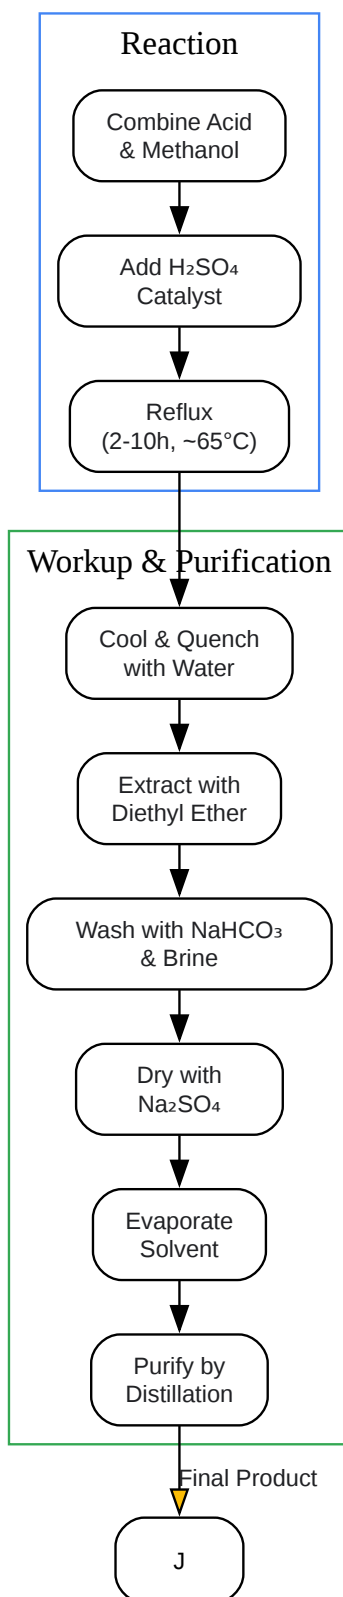 Reaction
Combine Acid
& Methanol
Add H₂SO₄
Catalyst
Reflux
(2-10h, ~65°C)
Workup & Purification
Cool & Quench
with Water
Extract with
Diethyl Ether
Wash with NaHCO₃
& Brine
Dry with
Na₂SO₄
Evaporate
Solvent
Purify by
Distillation
Final Product
J